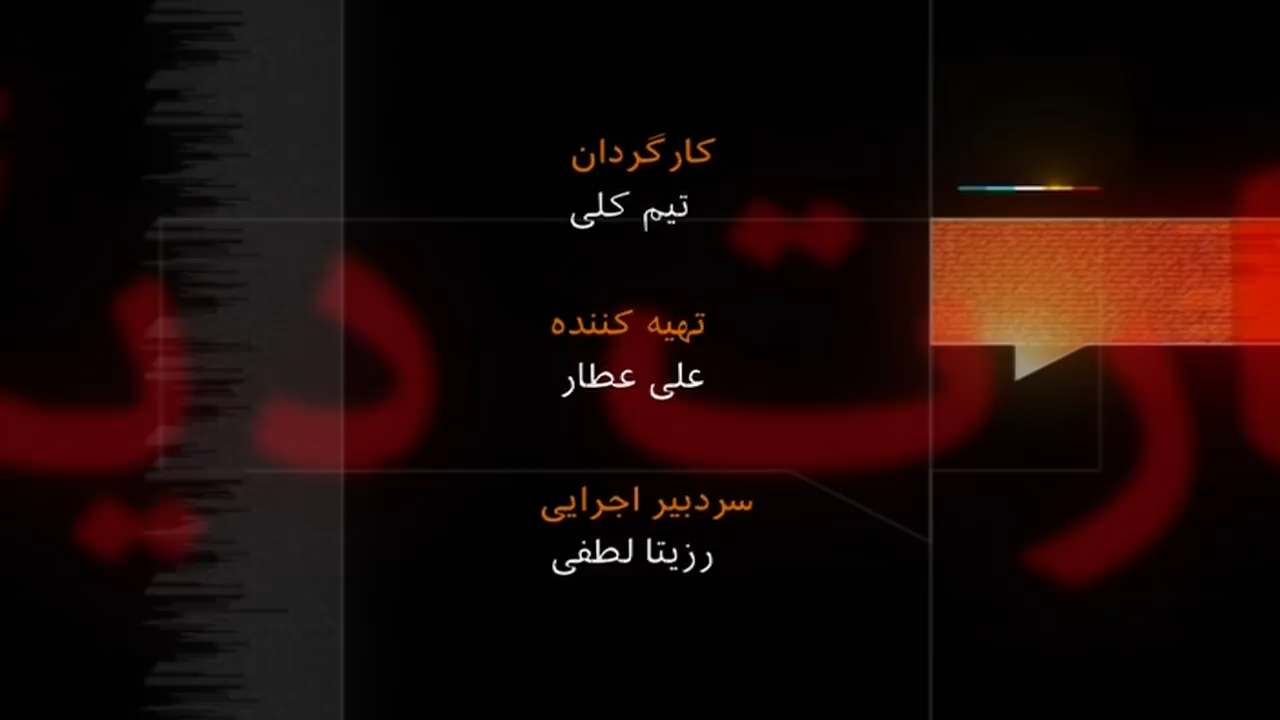 کارگردان
تیم کلی
تهیه کننده
علی عطار
سردبیر اجرایی
رزیتا لطفی